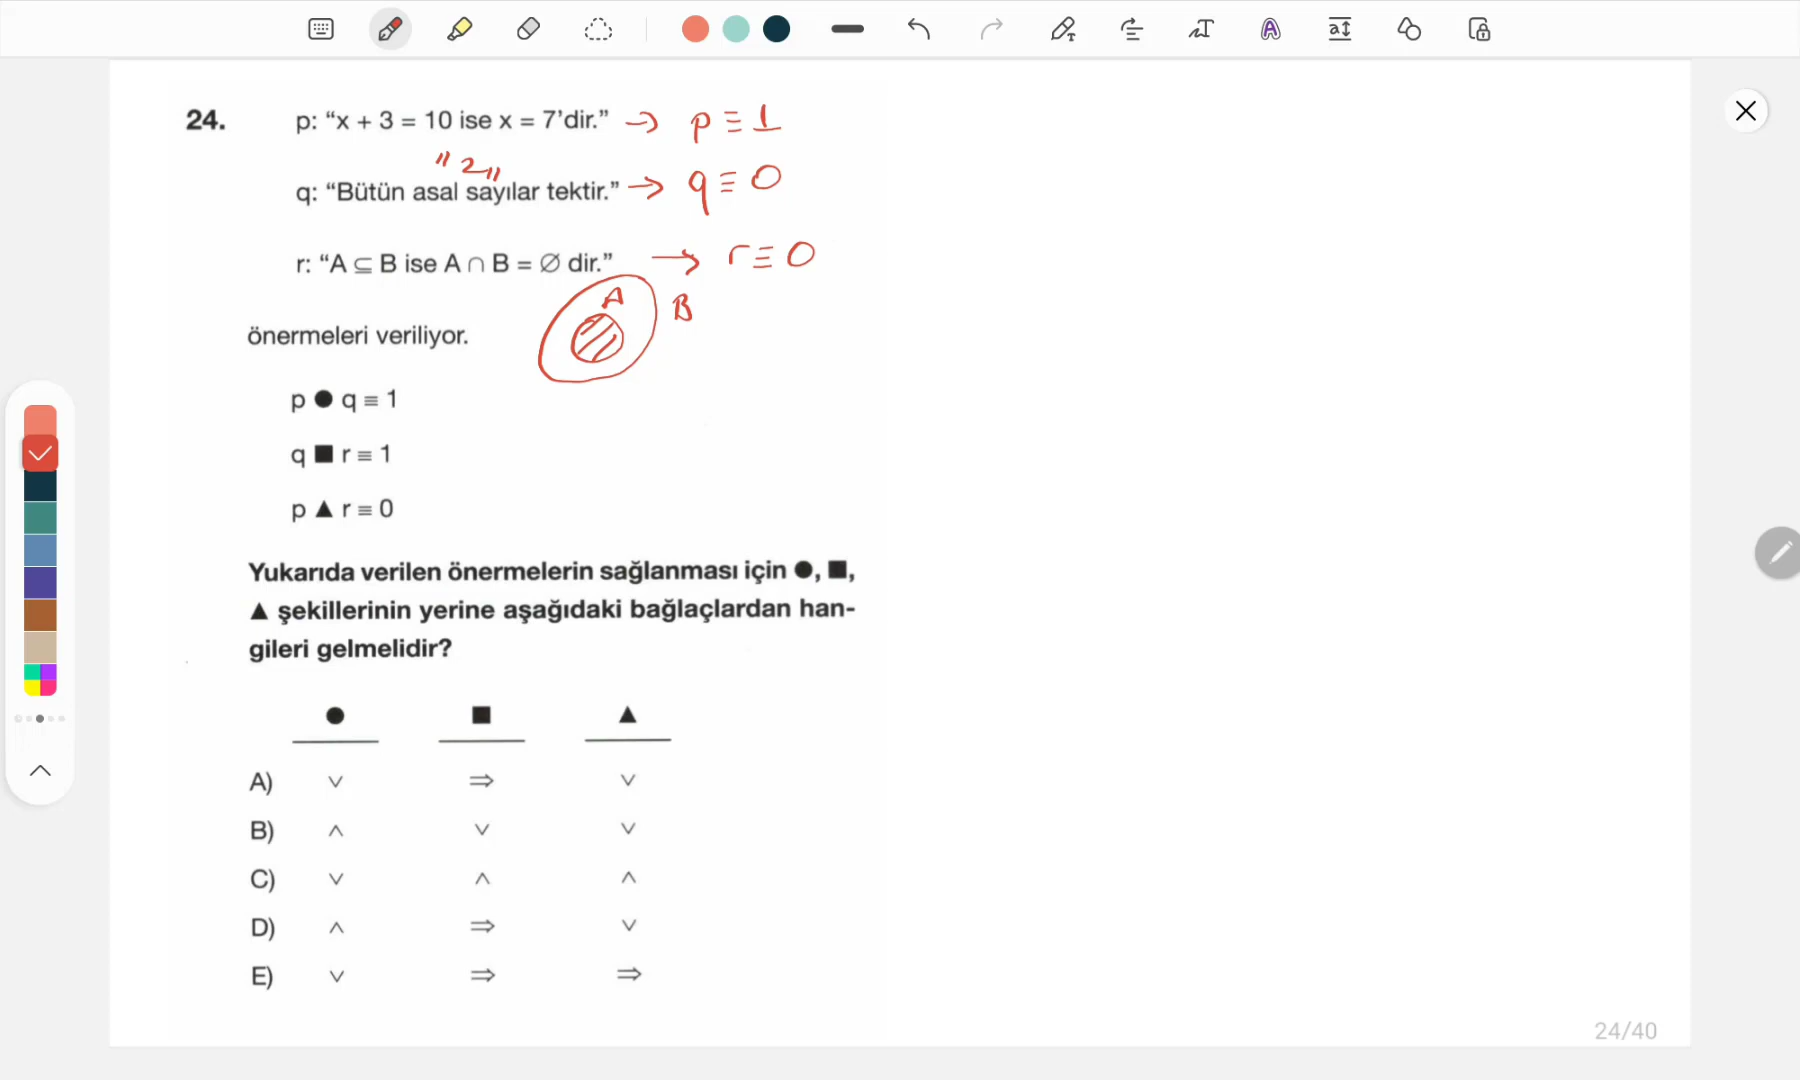 24. p: “x + 3 = 10 ise x = 7’dir.” → p ≡ 1
"2"
q: “Bütün asal sayılar tektir.” → q ≡ 0
r: “A ⊆ B ise A ∩ B = ∅ dir.” → r ≡ 0
A B
önermeleri veriliyor.
p ● q ≡ 1
q ■ r ≡ 1
p ▲ r ≡ 0
Yukarıda verilen önermelerin sağlanması için ●, ■,
▲ şekillerinin yerine aşağıdaki bağlaçlardan han-
gileri gelmelidir?
● ■ ▲
A) ∨ ⇒ ∨
B) ∧ ∨ ∨
C) ∨ ∧ ∧
D) ∧ ⇒ ∨
E) ∨ ⇒ ⇒
24/40